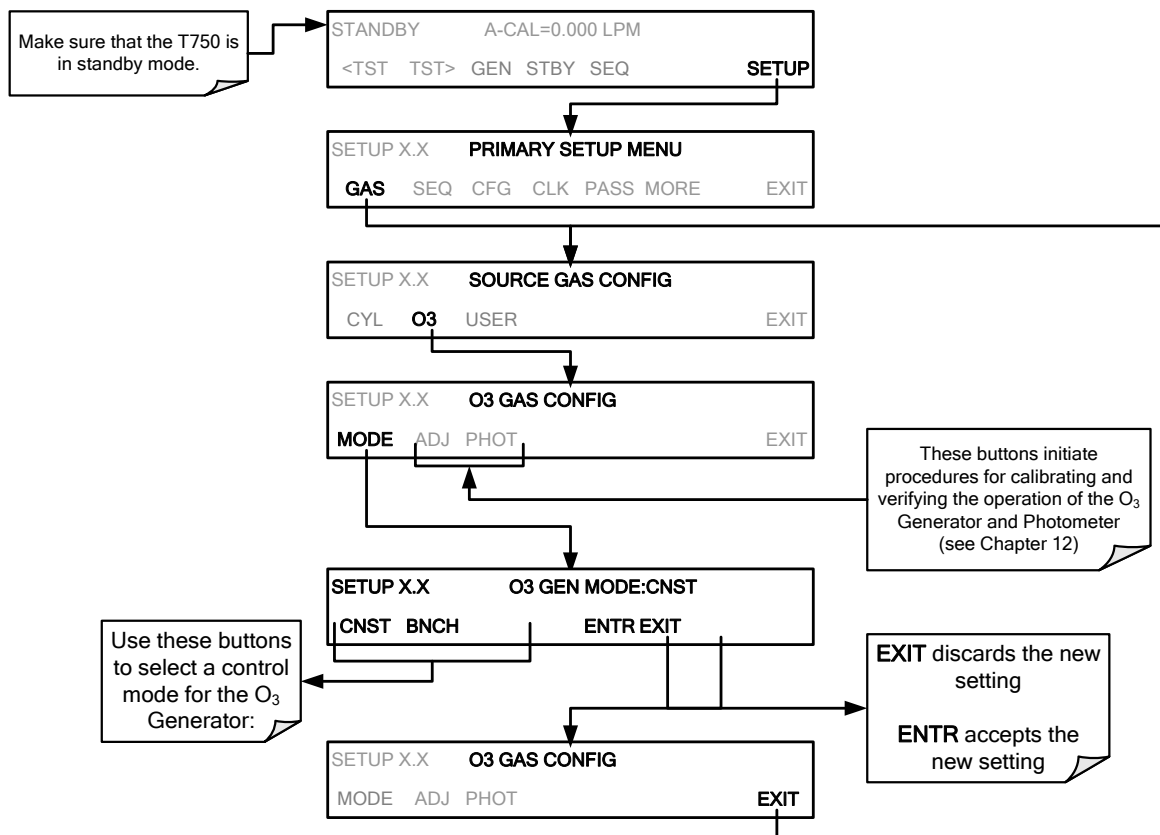 Make sure that the T750 is
in standby mode.
STANDBY A-CAL=0.000 LPM
<TST TST> GEN STBY SEQ SETUP
SETUP X.X PRIMARY SETUP MENU
GAS SEQ CFG CLK PASS MORE EXIT
SETUP X.X SOURCE GAS CONFIG
CYL O3 USER EXIT
SETUP X.X O3 GAS CONFIG
MODE ADJ PHOT EXIT
These buttons initiate
procedures for calibrating and
verifying the operation of the O₃
Generator and Photometer
(see Chapter 12)
SETUP X.X O3 GEN MODE:CNST
CNST BNCH ENTR EXIT
Use these buttons
to select a control
mode for the O₃
Generator:
EXIT discards the new
setting
ENTR accepts the
new setting
SETUP X.X O3 GAS CONFIG
MODE ADJ PHOT EXIT